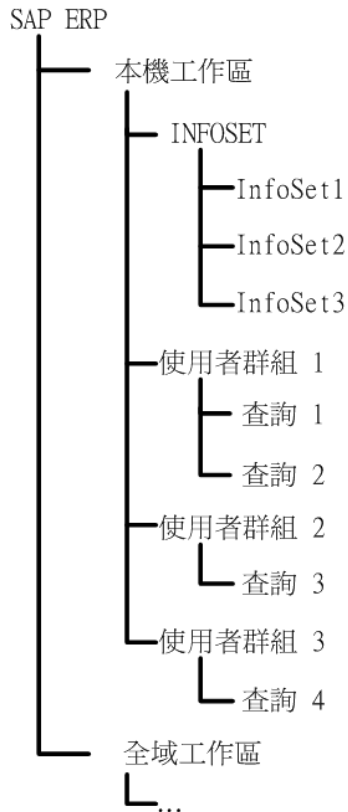 SAP ERP
本機工作區
INFOSET
InfoSet1
InfoSet2
InfoSet3
使用者群組 1
查詢 1
查詢 2
使用者群組 2
查詢 3
使用者群組 3
查詢 4
全域工作區
...